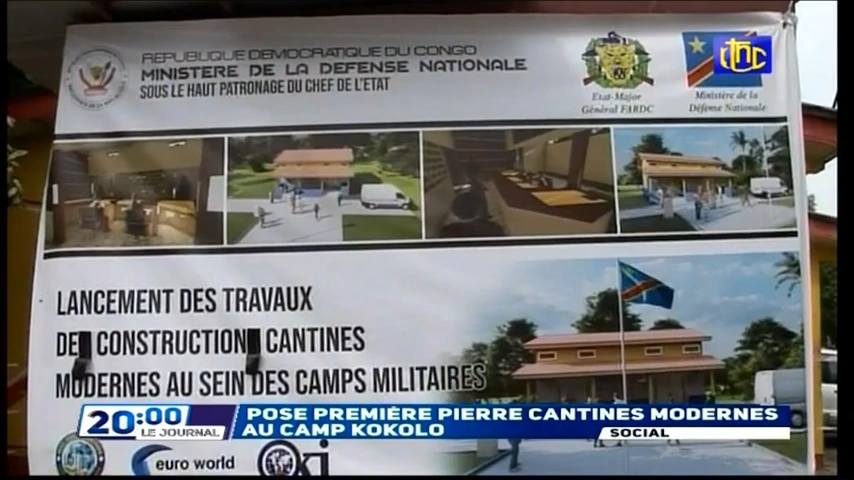 REPUBLIQUE DEMOCRATIQUE DU CONGO
MINISTERE DE LA DEFENSE NATIONALE
SOUS LE HAUT PATRONAGE DU CHEF DE L'ETAT
Etat-Major
Général FARDC
Ministère de la
Défense Nationale
LANCEMENT DES TRAVAUX
DE CONSTRUCTION CANTINES
MODERNES AU SEIN DES CAMPS MILITAIRES
20:00
LE JOURNAL
POSE PREMIÈRE PIERRE CANTINES MODERNES
AU CAMP KOKOLO
SOCIAL
euro world